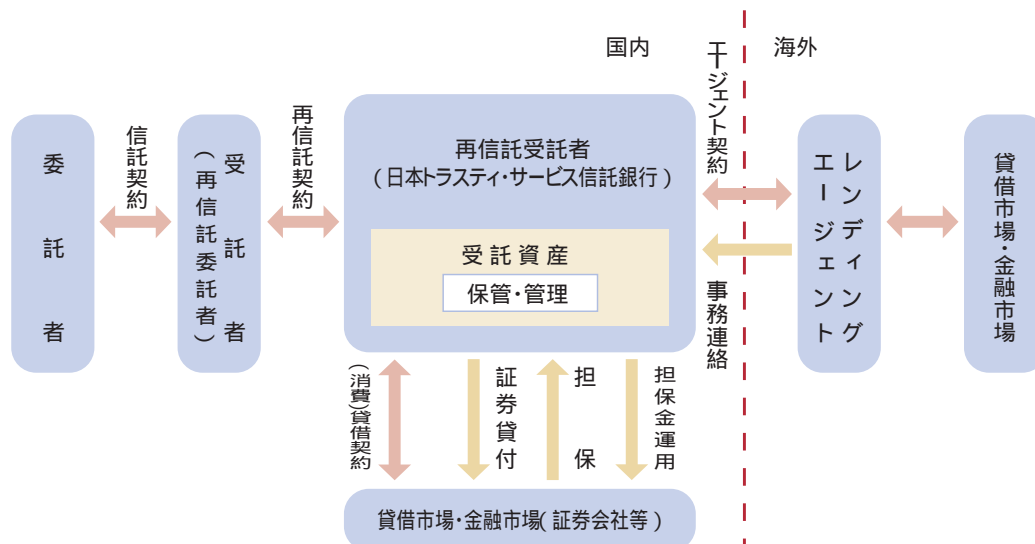 国内
海外
委託者
信託契約
受託者
(再信託委託者)
再信託契約
再信託受託者
(日本トラスティ・サービス信託銀行)
受託資産
保管・管理
エージェント契約
事務連絡
レンディング
エージェント
貸借市場・金融市場
(消費)貸借契約
証券貸付
担保
担保金運用
貸借市場・金融市場(証券会社等)